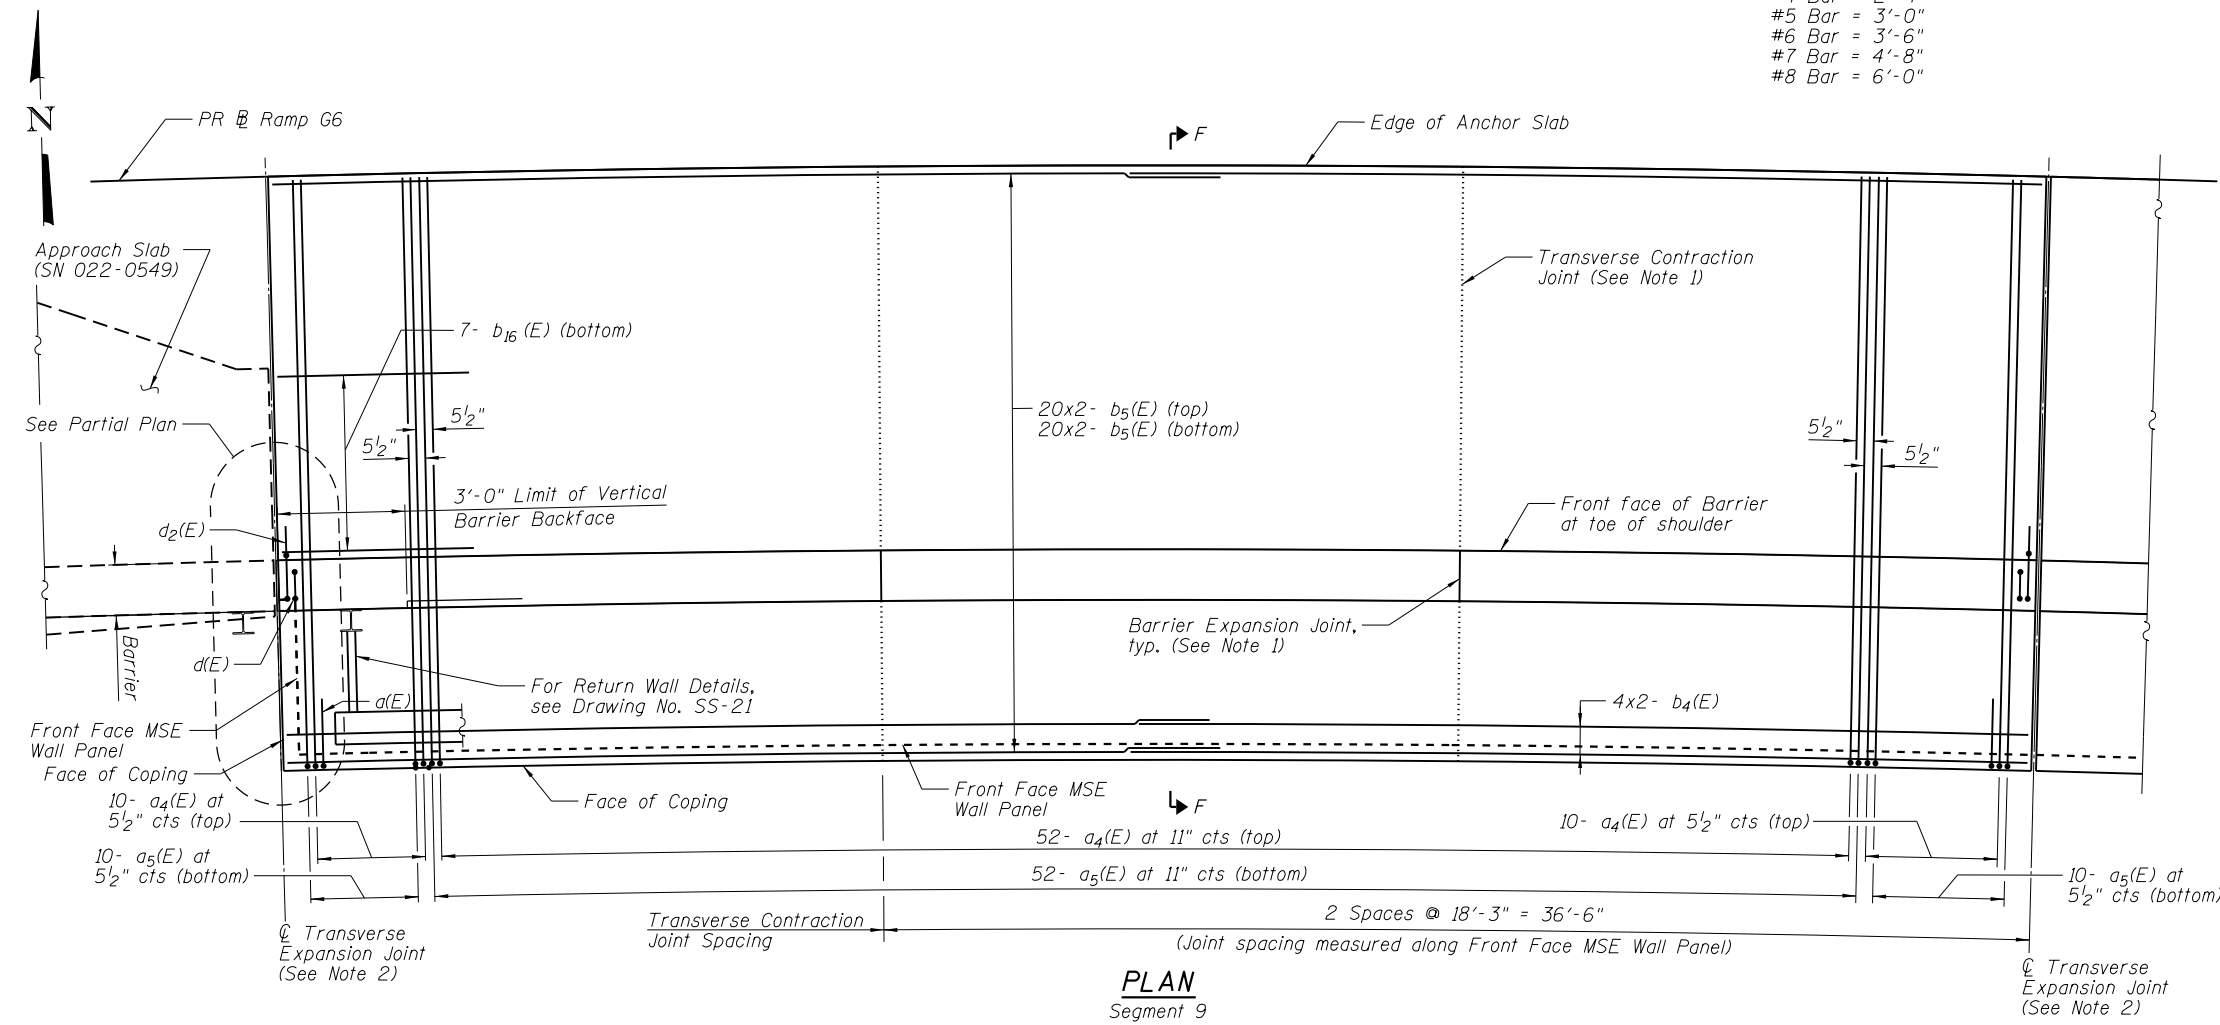 #5 Bar = 3'-0"
#6 Bar = 3'-6"
#7 Bar = 4'-8"
#8 Bar = 6'-0"
N
PR BL Ramp G6
F
Edge of Anchor Slab
Approach Slab
(SN 022-0549)
Transverse Contraction
Joint (See Note 1)
7- b16(E) (bottom)
See Partial Plan
5½"
5½"
20x2- b5(E) (top)
20x2- b5(E) (bottom)
5½"
5½"
3'-0" Limit of Vertical
Barrier Backface
Front face of Barrier
at toe of shoulder
d2(E)
Barrier
d(E)
Barrier Expansion Joint,
typ. (See Note 1)
For Return Wall Details,
see Drawing No. SS-21
a(E)
4x2- b4(E)
Front Face MSE
Wall Panel
Face of Coping
Face of Coping
Front Face MSE
Wall Panel
F
10- a4(E) at
5½" cts (top)
52- a4(E) at 11" cts (top)
10- a4(E) at 5½" cts (top)
10- a5(E) at
5½" cts (bottom)
52- a5(E) at 11" cts (bottom)
10- a5(E) at
5½" cts (bottom)
Transverse Contraction
Joint Spacing
2 Spaces @ 18'-3" = 36'-6"
(Joint spacing measured along Front Face MSE Wall Panel)
℄ Transverse
Expansion Joint
(See Note 2)
℄ Transverse
Expansion Joint
(See Note 2)
PLAN
Segment 9